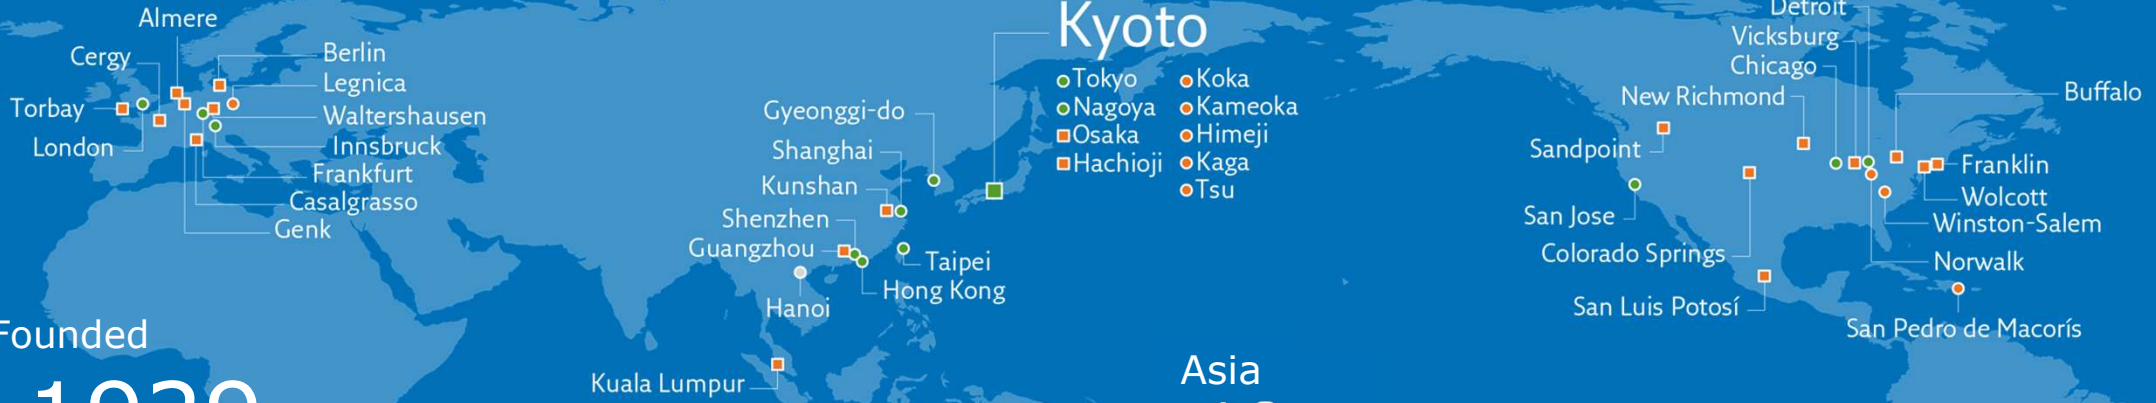 Almere
Cergy
Torbay
London
Berlin
Legnica
Waltershausen
Innsbruck
Frankfurt
Casalgrasso
Genk
Gyeonggi-do
Shanghai
Kunshan
Shenzhen
Guangzhou
Hanoi
Taipei
Hong Kong
Kuala Lumpur
Kyoto
Tokyo
Nagoya
Osaka
Hachioji
Koka
Kameoka
Himeji
Kaga
Tsu
Detroit
Vicksburg
Chicago
New Richmond
Sandpoint
San Jose
Colorado Springs
San Luis Potosí
Buffalo
Franklin
Wolcott
Winston-Salem
Norwalk
San Pedro de Macorís
Founded
Asia